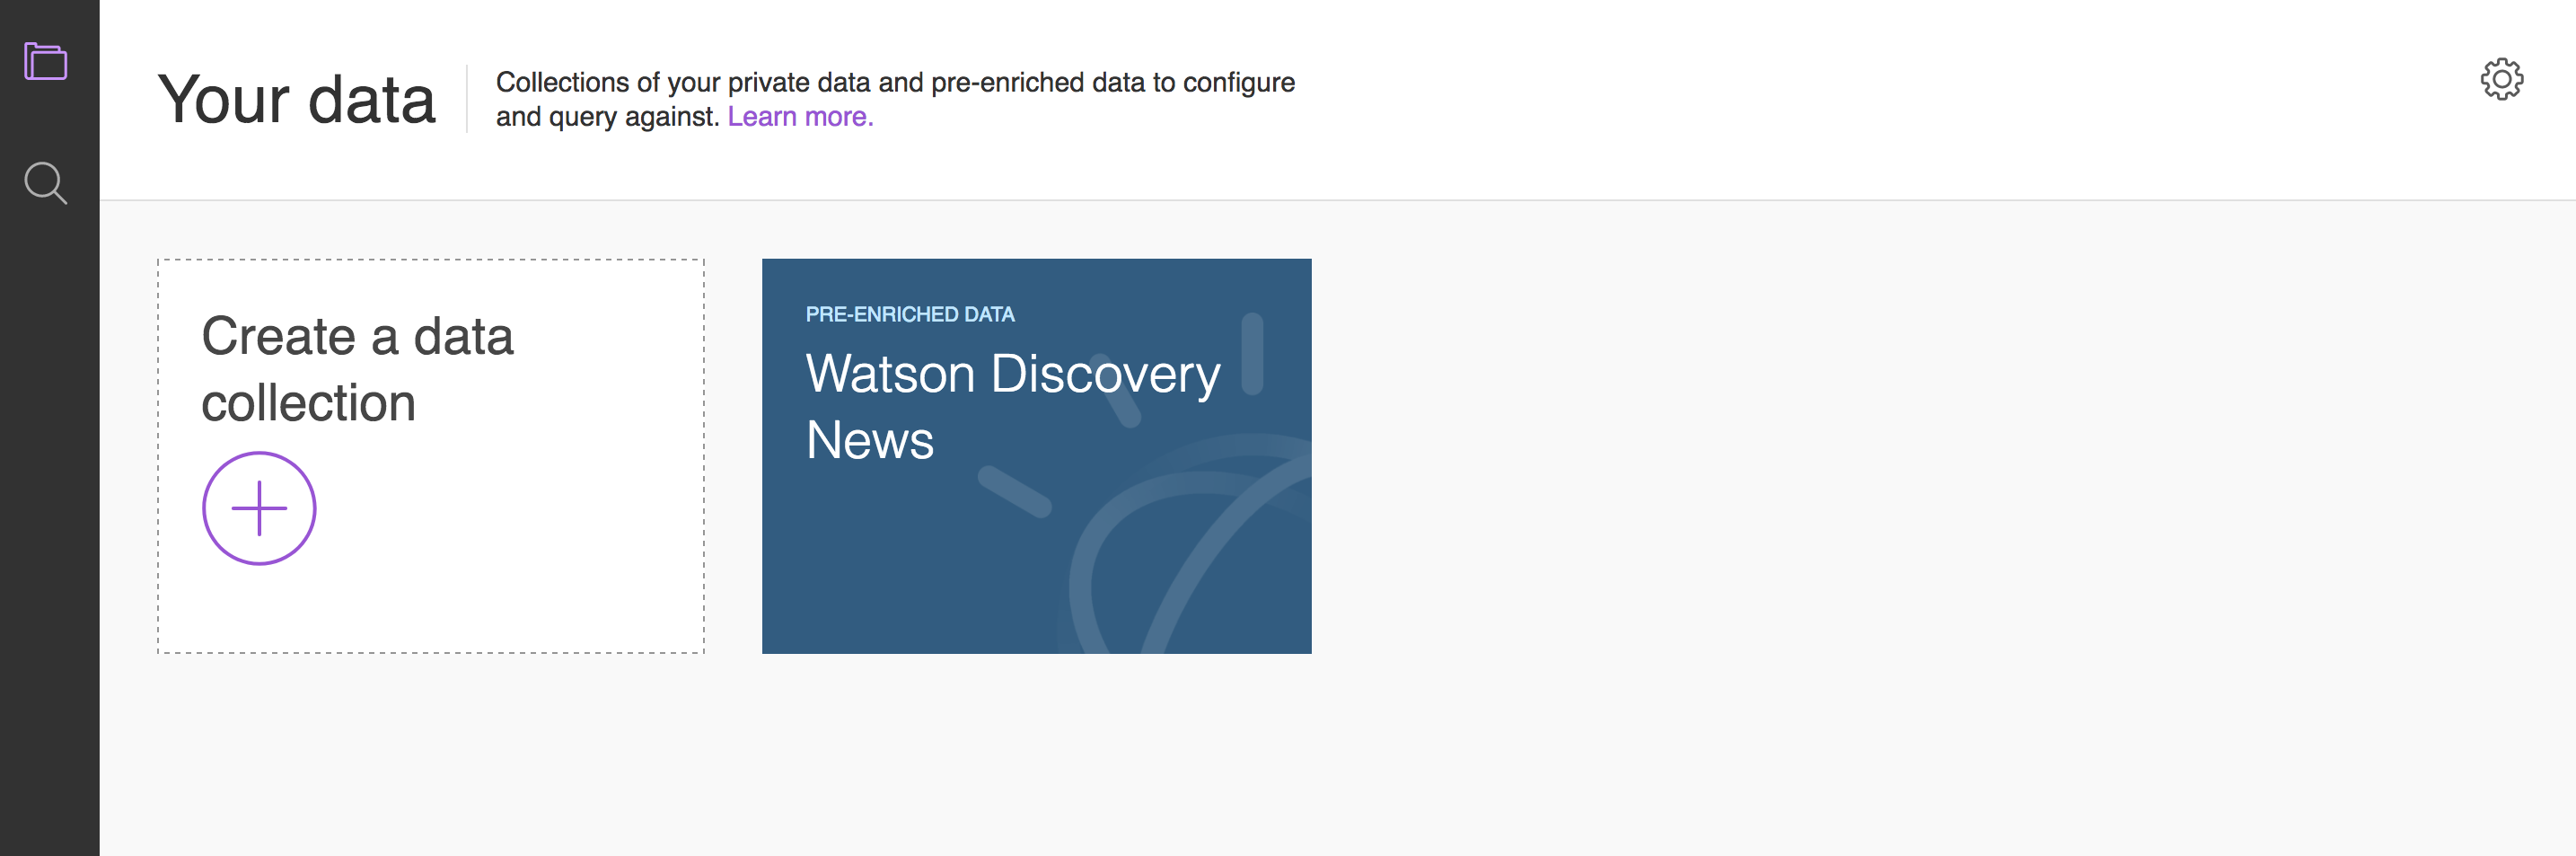 Your data
Collections of your private data and pre-enriched data to configure
and query against. Learn more.
Create a data
collection
PRE-ENRICHED DATA
Watson Discovery
News